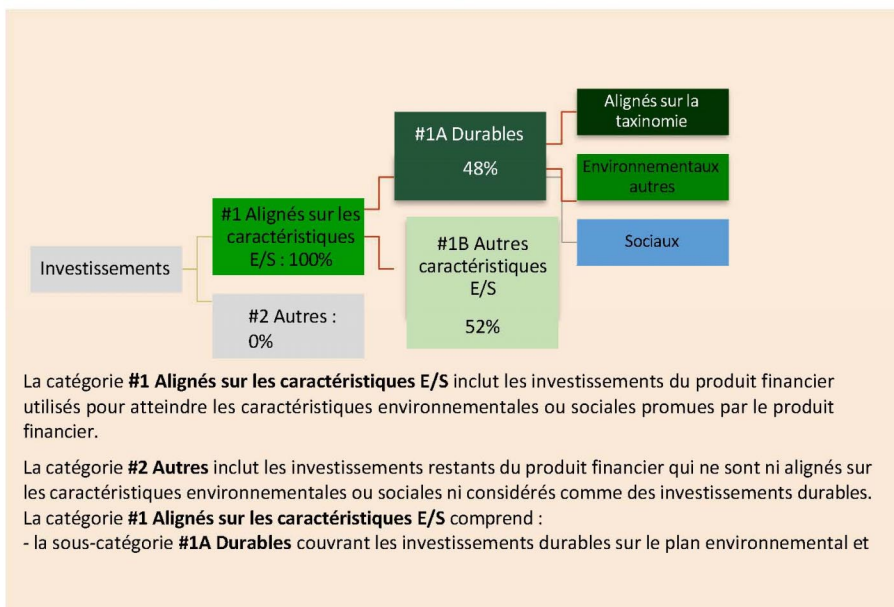 Alignés sur la
taxinomie
#1A Durables
48%
Environnementaux
autres
#1 Alignés sur les
caractéristiques
E/S : 100%
Sociaux
#1B Autres
caractéristiques
E/S
52%
Investissements
#2 Autres :
0%
La catégorie #1 Alignés sur les caractéristiques E/S inclut les investissements du produit financier
utilisés pour atteindre les caractéristiques environnementales ou sociales promues par le produit
financier.
La catégorie #2 Autres inclut les investissements restants du produit financier qui ne sont ni alignés sur
les caractéristiques environnementales ou sociales ni considérés comme des investissements durables.
La catégorie #1 Alignés sur les caractéristiques E/S comprend :
- la sous-catégorie #1A Durables couvrant les investissements durables sur le plan environnemental et